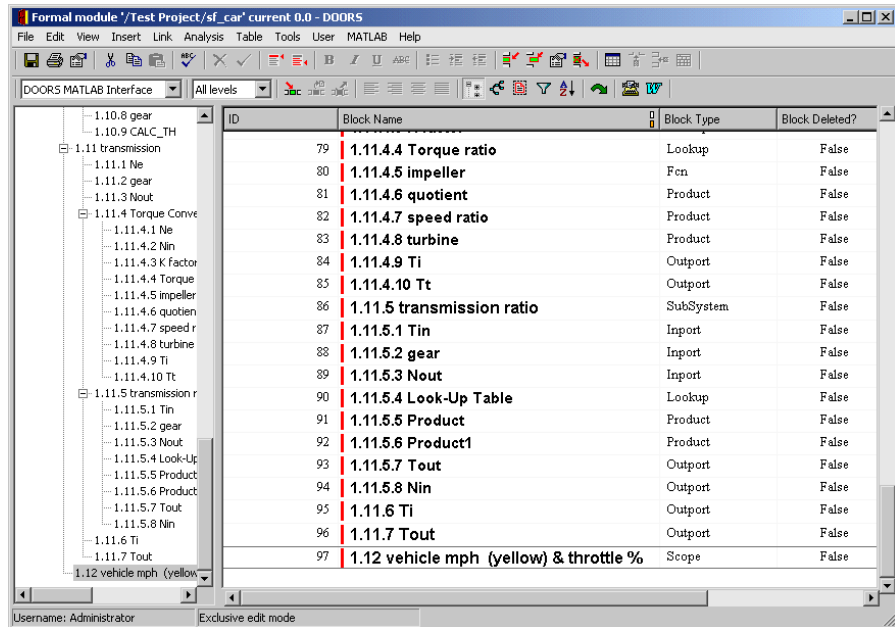 Formal module '/Test Project/sf_car' current 0.0 - DOORS
File Edit View Insert Link Analysis Table Tools User MATLAB Help
DOORS MATLAB Interface All levels
1.10.8 gear
1.10.9 CALC_TH
1.11 transmission
1.11.1 Ne
1.11.2 gear
1.11.3 Nout
1.11.4 Torque Conve
1.11.4.1 Ne
1.11.4.2 Nin
1.11.4.3 K factor
1.11.4.4 Torque
1.11.4.5 impeller
1.11.4.6 quotien
1.11.4.7 speed r
1.11.4.8 turbine
1.11.4.9 Ti
1.11.4.10 Tt
1.11.5 transmission r
1.11.5.1 Tin
1.11.5.2 gear
1.11.5.3 Nout
1.11.5.4 Look-Up
1.11.5.5 Product
1.11.5.6 Product
1.11.5.7 Tout
1.11.5.8 Nin
1.11.6 Ti
1.11.7 Tout
1.12 vehicle mph (yellow
ID Block Name Block Type Block Deleted?
79 1.11.4.4 Torque ratio Lookup False
80 1.11.4.5 impeller Fcn False
81 1.11.4.6 quotient Product False
82 1.11.4.7 speed ratio Product False
83 1.11.4.8 turbine Product False
84 1.11.4.9 Ti Outport False
85 1.11.4.10 Tt Outport False
86 1.11.5 transmission ratio SubSystem False
87 1.11.5.1 Tin Inport False
88 1.11.5.2 gear Inport False
89 1.11.5.3 Nout Inport False
90 1.11.5.4 Look-Up Table Lookup False
91 1.11.5.5 Product Product False
92 1.11.5.6 Product1 Product False
93 1.11.5.7 Tout Outport False
94 1.11.5.8 Nin Outport False
95 1.11.6 Ti Outport False
96 1.11.7 Tout Outport False
97 1.12 vehicle mph (yellow) & throttle % Scope False
Username: Administrator Exclusive edit mode